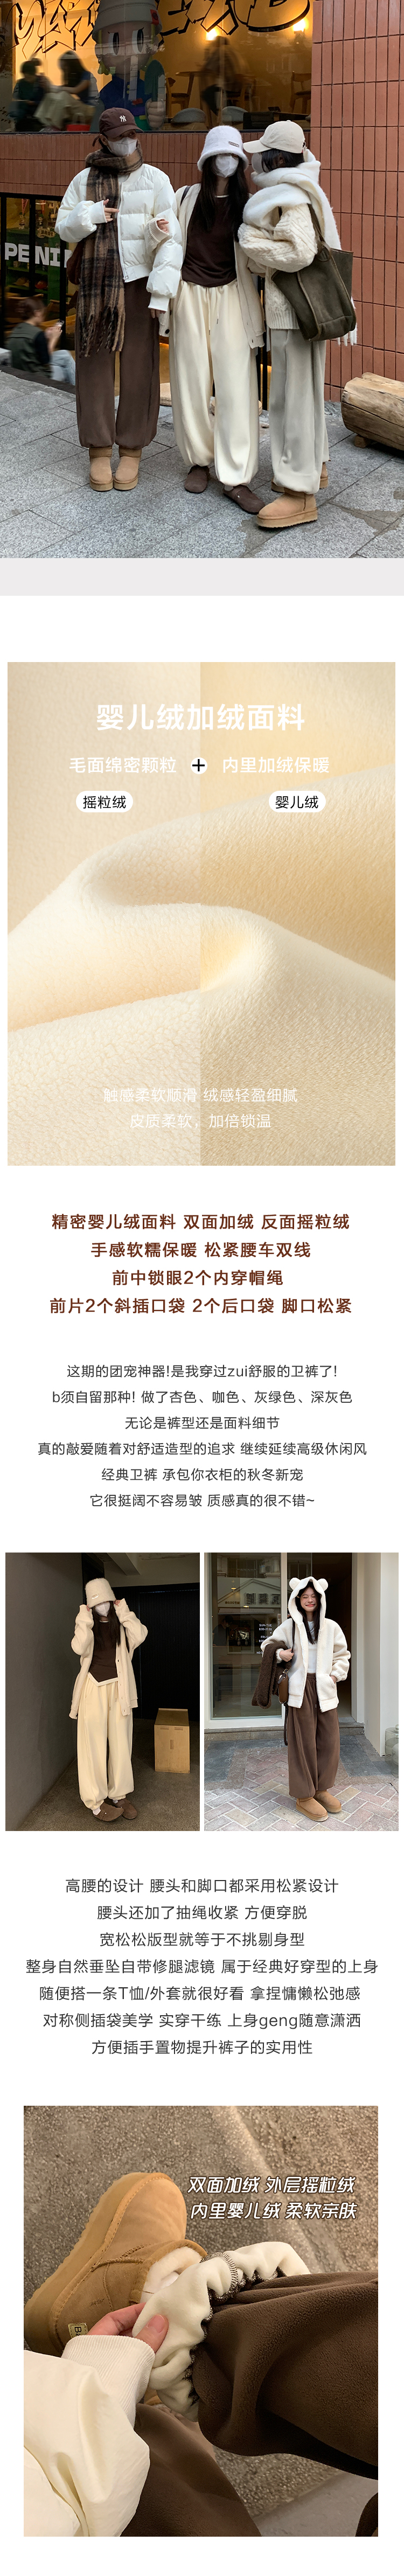 PENI
婴儿绒加绒面料
毛面绵密颗粒 + 内里加绒保暖
摇粒绒 婴儿绒
触感柔软顺滑 绒感轻盈细腻
皮质柔软，加倍锁温
精密婴儿绒面料 双面加绒 反面摇粒绒
手感软糯保暖 松紧腰车双线
前中锁眼2个内穿帽绳
前片2个斜插口袋 2个后口袋 脚口松紧
这期的团宠神器!是我穿过zui舒服的卫裤了!
b须自留那种! 做了杏色、咖色、灰绿色、深灰色
无论是裤型还是面料细节
真的敲爱随着对舒适造型的追求 继续延续高级休闲风
经典卫裤 承包你衣柜的秋冬新宠
它很挺阔不容易皱 质感真的很不错~
高腰的设计 腰头和脚口都采用松紧设计
腰头还加了抽绳收紧 方便穿脱
宽松松版型就等于不挑剔身型
整身自然垂坠自带修腿滤镜 属于经典好穿型的上身
随便搭一条T恤/外套就很好看 拿捏慵懒松弛感
对称侧插袋美学 实穿干练 上身geng随意潇洒
方便插手置物提升裤子的实用性
双面加绒 外层摇粒绒
内里婴儿绒 柔软亲肤